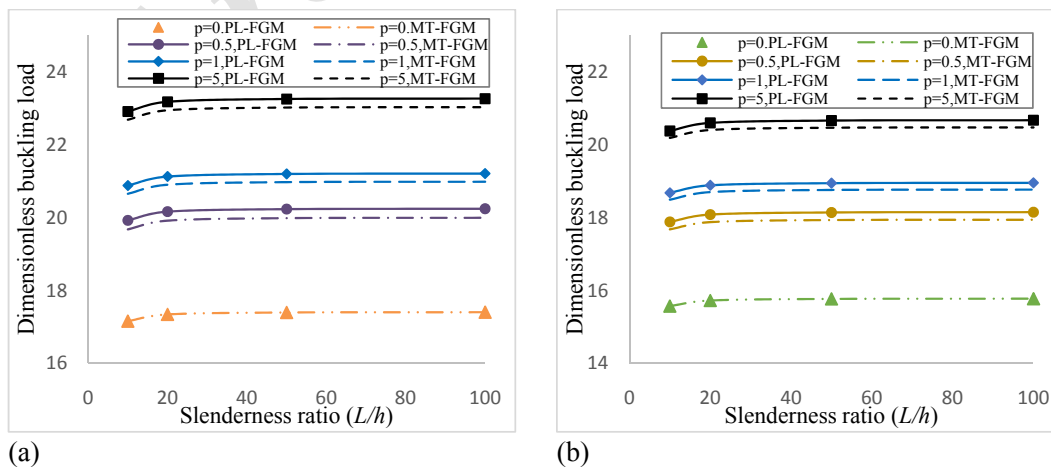 p=0.PL-FGM p=0.MT-FGM
p=0.5,PL-FGM p=0.5,MT-FGM
p=1,PL-FGM p=1,MT-FGM
p=5,PL-FGM p=5,MT-FGM
Dimensionless buckling load
24
22
20
18
16
0 20 40 60 80 100
Slenderness ratio (L/h)
(a)
p=0.PL-FGM p=0.MT-FGM
p=0.5,PL-FGM p=0.5,MT-FGM
p=1,PL-FGM p=1,MT-FGM
p=5,PL-FGM p=5,MT-FGM
Dimensionless buckling load
22
20
18
16
14
0 20 40 60 80 100
Slenderness ratio (L/h)
(b)